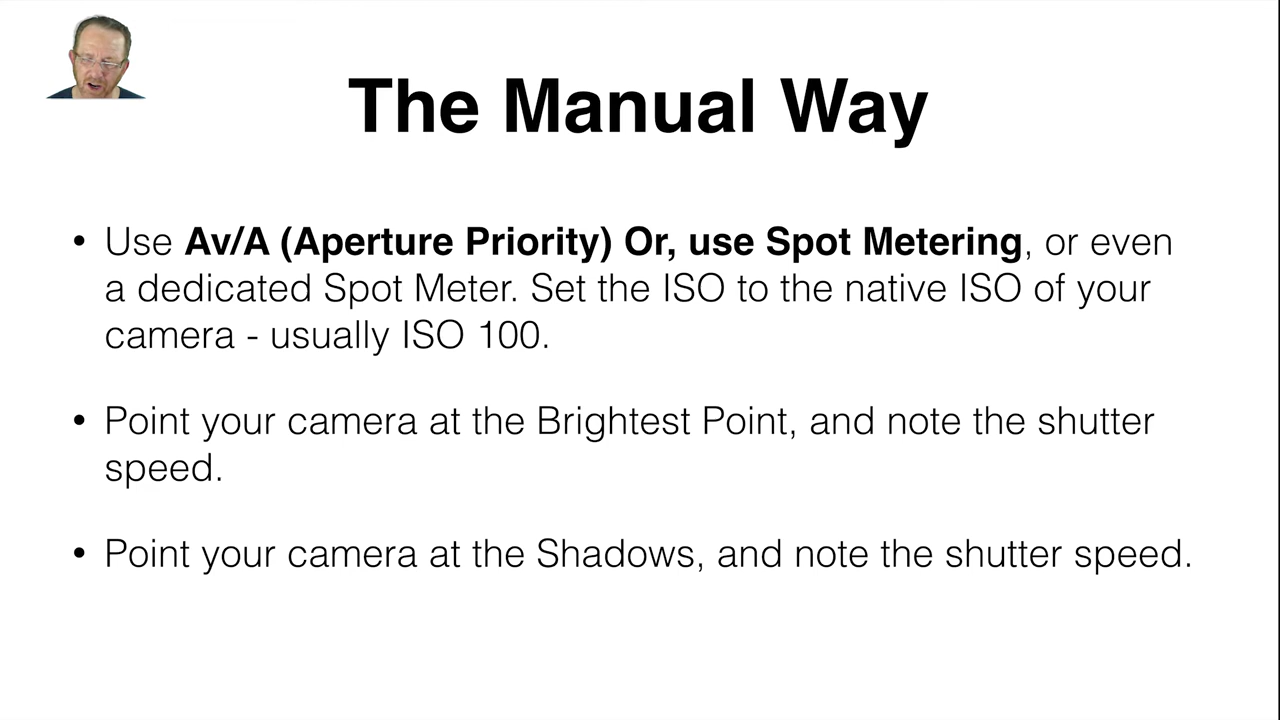 The Manual Way
• Use Av/A (Aperture Priority) Or, use Spot Metering, or even
a dedicated Spot Meter. Set the ISO to the native ISO of your
camera - usually ISO 100.
• Point your camera at the Brightest Point, and note the shutter
speed.
• Point your camera at the Shadows, and note the shutter speed.